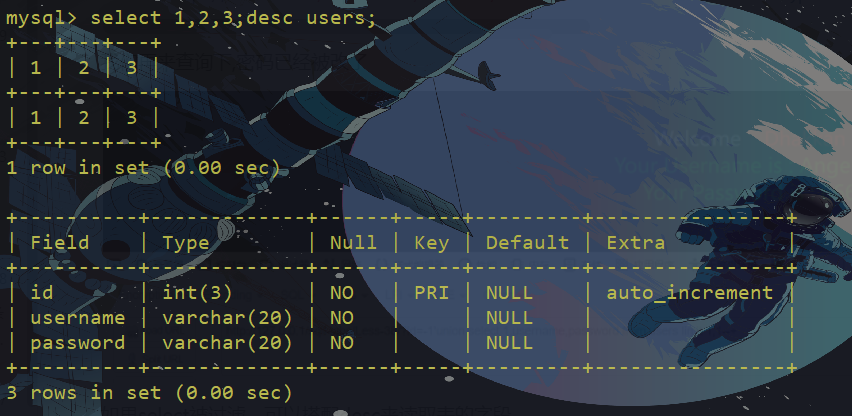 mysql> select 1,2,3;desc users;
+---+---+---+
| 1 | 2 | 3 |
+---+---+---+
| 1 | 2 | 3 |
+---+---+---+
1 row in set (0.00 sec)
+----------+-------------+------+-----+---------+----------------+
| Field    | Type        | Null | Key | Default | Extra          |
+----------+-------------+------+-----+---------+----------------+
| id       | int(3)      | NO   | PRI | NULL    | auto_increment |
| username | varchar(20) | NO   |     | NULL    |                |
| password | varchar(20) | NO   |     | NULL    |                |
+----------+-------------+------+-----+---------+----------------+
3 rows in set (0.00 sec)